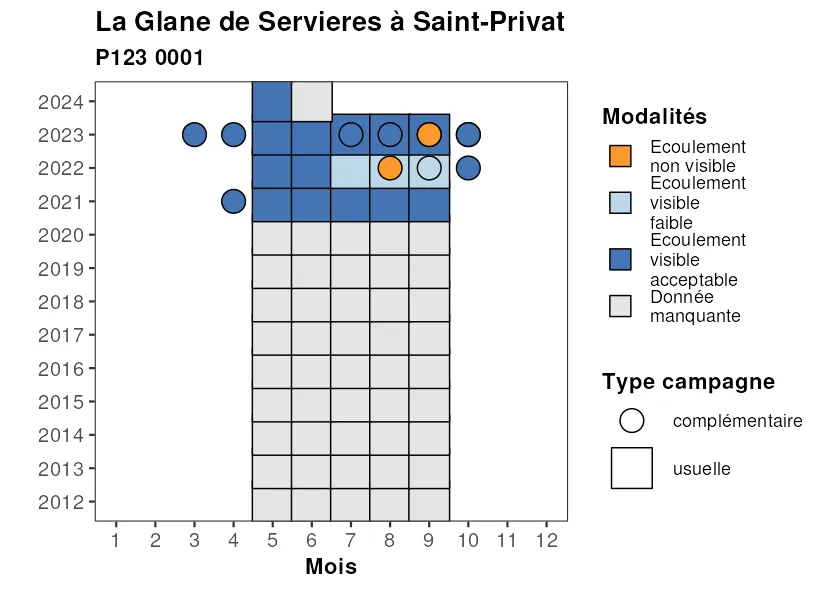 La Glane de Servieres à Saint-Privat
P123 0001
2024
2023
2022
2021
2020
2019
2018
2017
2016
2015
2014
2013
2012
1 2 3 4 5 6 7 8 9 10 11 12
Mois
Modalités
Ecoulement
non visible
Ecoulement
visible
faible
Ecoulement
visible
acceptable
Donnée
manquante
Type campagne
complémentaire
usuelle